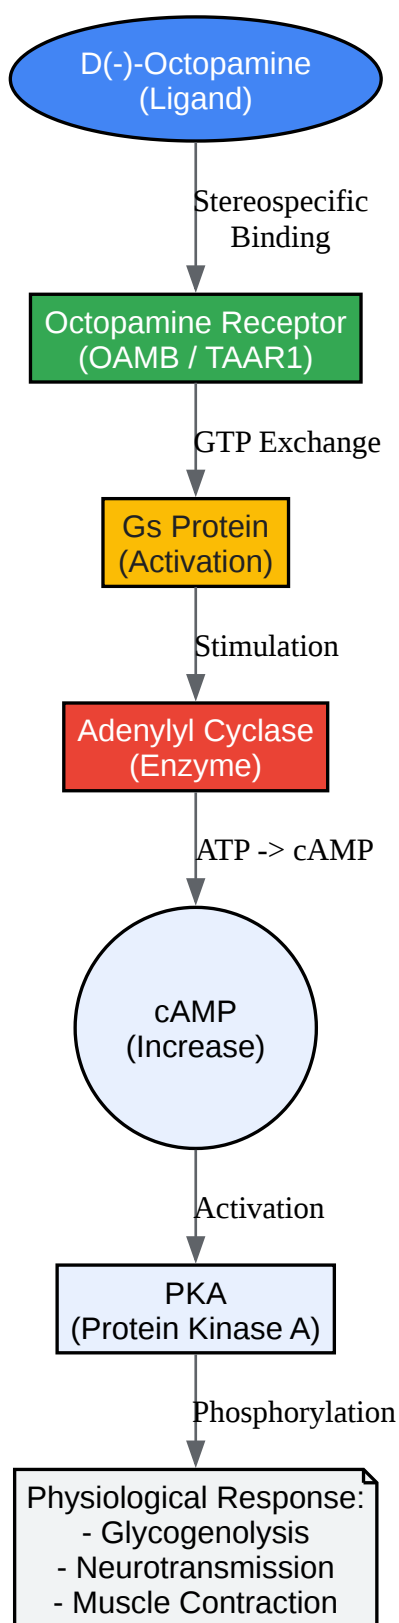 D(-)-Octopamine
(Ligand)
Stereospecific
Binding
Octopamine Receptor
(OAMB / TAAR1)
GTP Exchange
Gs Protein
(Activation)
Stimulation
Adenylyl Cyclase
(Enzyme)
ATP -> cAMP
cAMP
(Increase)
Activation
PKA
(Protein Kinase A)
Phosphorylation
Physiological Response:
- Glycogenolysis
- Neurotransmission
- Muscle Contraction